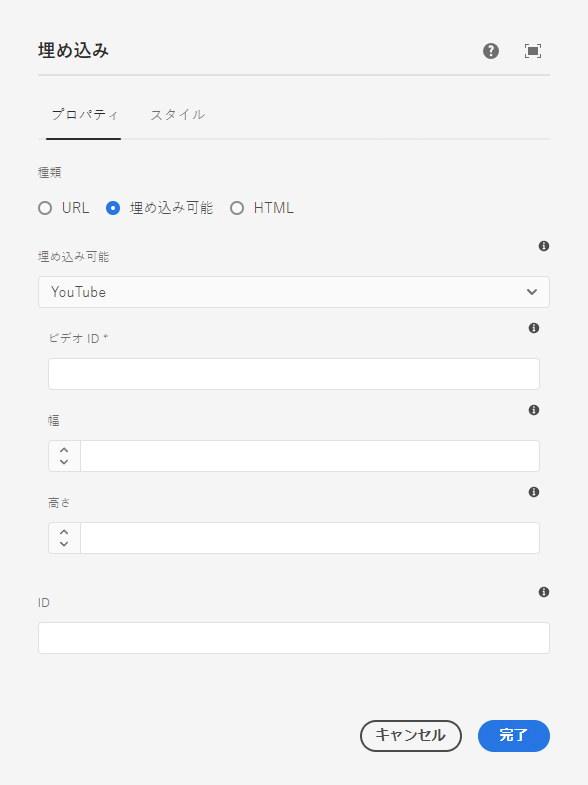 埋め込み
プロパティ スタイル
種類
URL 埋め込み可能 HTML
埋め込み可能
YouTube
ビデオ ID *
幅
高さ
ID
キャンセル 完了